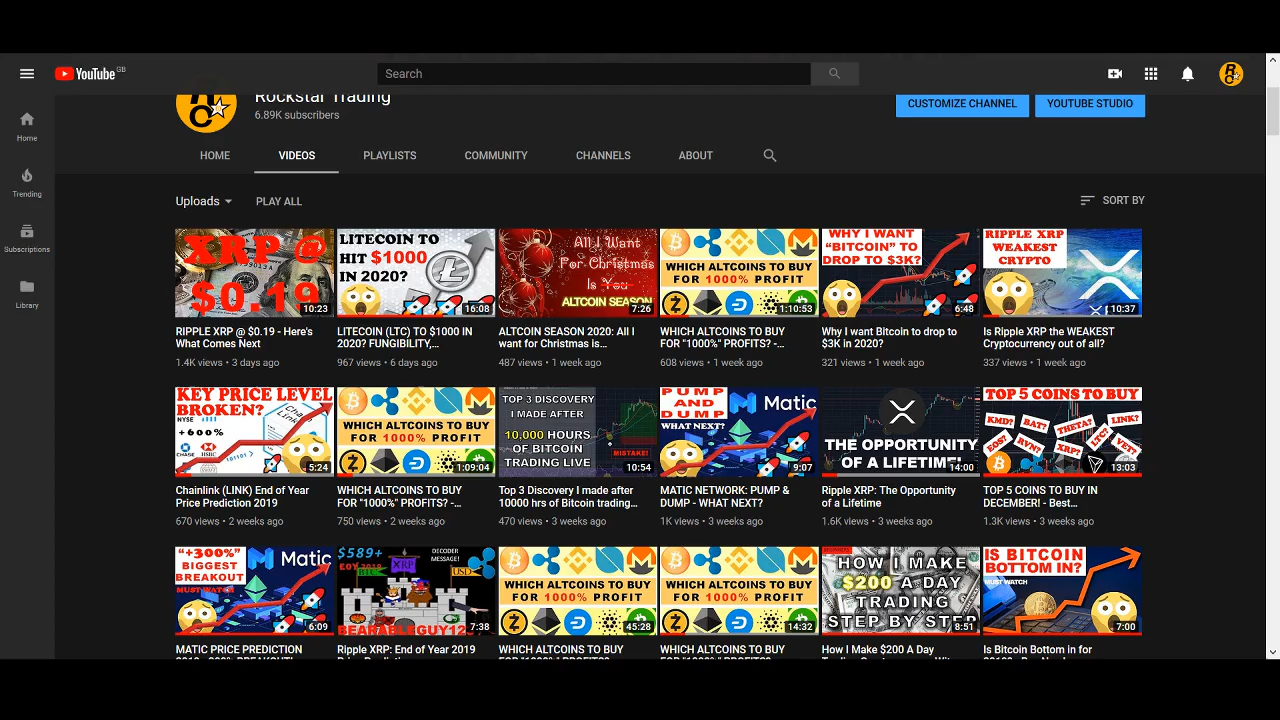 YouTube GB
Search
Rockstar Trading
6.89K subscribers
CUSTOMIZE CHANNEL
YOUTUBE STUDIO
Home
Trending
Subscriptions
Library
HOME
VIDEOS
PLAYLISTS
COMMUNITY
CHANNELS
ABOUT
Uploads
PLAY ALL
SORT BY
XRP @
$0.19
10:23
RIPPLE XRP @ $0.19 - Here's
What Comes Next
1.4K views • 3 days ago
LITECOIN TO
HIT $1000
IN 2020?
16:08
LITECOIN (LTC) TO $1000 IN
2020? FUNGIBILITY,...
967 views • 6 days ago
All I Want
For Christmas
Is You
ALTCOIN SEASON
7:26
ALTCOIN SEASON 2020: All I
want for Christmas is...
487 views • 1 week ago
WHICH ALTCOINS TO BUY
FOR 1000% PROFIT
1:10:53
WHICH ALTCOINS TO BUY
FOR "1000%" PROFITS? -...
608 views • 1 week ago
WHY I WANT
"BITCOIN" TO
DROP TO $3K?
6:48
Why I want Bitcoin to drop to
$3K in 2020?
321 views • 1 week ago
RIPPLE XRP
WEAKEST
CRYPTO
10:37
Is Ripple XRP the WEAKEST
Cryptocurrency out of all?
337 views • 1 week ago
KEY PRICE LEVEL
BROKEN?
NYSE
+600%
CHASE
HSBC
Chain
Link
5:24
Chainlink (LINK) End of Year
Price Prediction 2019
670 views • 2 weeks ago
WHICH ALTCOINS TO BUY
FOR 1000% PROFIT
1:09:04
WHICH ALTCOINS TO BUY
FOR "1000%" PROFITS? -...
750 views • 2 weeks ago
TOP 3 DISCOVERY
I MADE AFTER
10,000 HOURS
OF BITCOIN
TRADING LIVE
MISTAKE!
10:54
Top 3 Discovery I made after
10000 hrs of Bitcoin trading...
470 views • 3 weeks ago
PUMP
AND
DUMP
WHAT NEXT?
Matic
9:07
MATIC NETWORK: PUMP &
DUMP - WHAT NEXT?
1K views • 3 weeks ago
THE OPPORTUNITY
OF A LIFETIME
14:00
Ripple XRP: The Opportunity
of a Lifetime
1.6K views • 3 weeks ago
TOP 5 COINS TO BUY
KMD?
BAT?
THETA?
LINK?
EOS?
RVN?
XRP?
LTC?
VET?
13:03
TOP 5 COINS TO BUY IN
DECEMBER! - Best...
1.3K views • 3 weeks ago
"+300%"
BIGGEST
BREAKOUT
MUST WATCH
Matic
6:09
MATIC PRICE PREDICTION
$589+
EOY 2019
BTC
XRP
USD
DECODER
MESSAGE!
BEARABLEGUY12
7:38
Ripple XRP: End of Year 2019
WHICH ALTCOINS TO BUY
FOR 1000% PROFIT
45:28
WHICH ALTCOINS TO BUY
WHICH ALTCOINS TO BUY
FOR 1000% PROFIT
14:32
WHICH ALTCOINS TO BUY
HOW I MAKE
$200 A DAY
TRADING
STEP BY STEP
8:51
How I Make $200 A Day
IS BITCOIN
BOTTOM IN?
MUST WATCH
7:00
Is Bitcoin Bottom in for